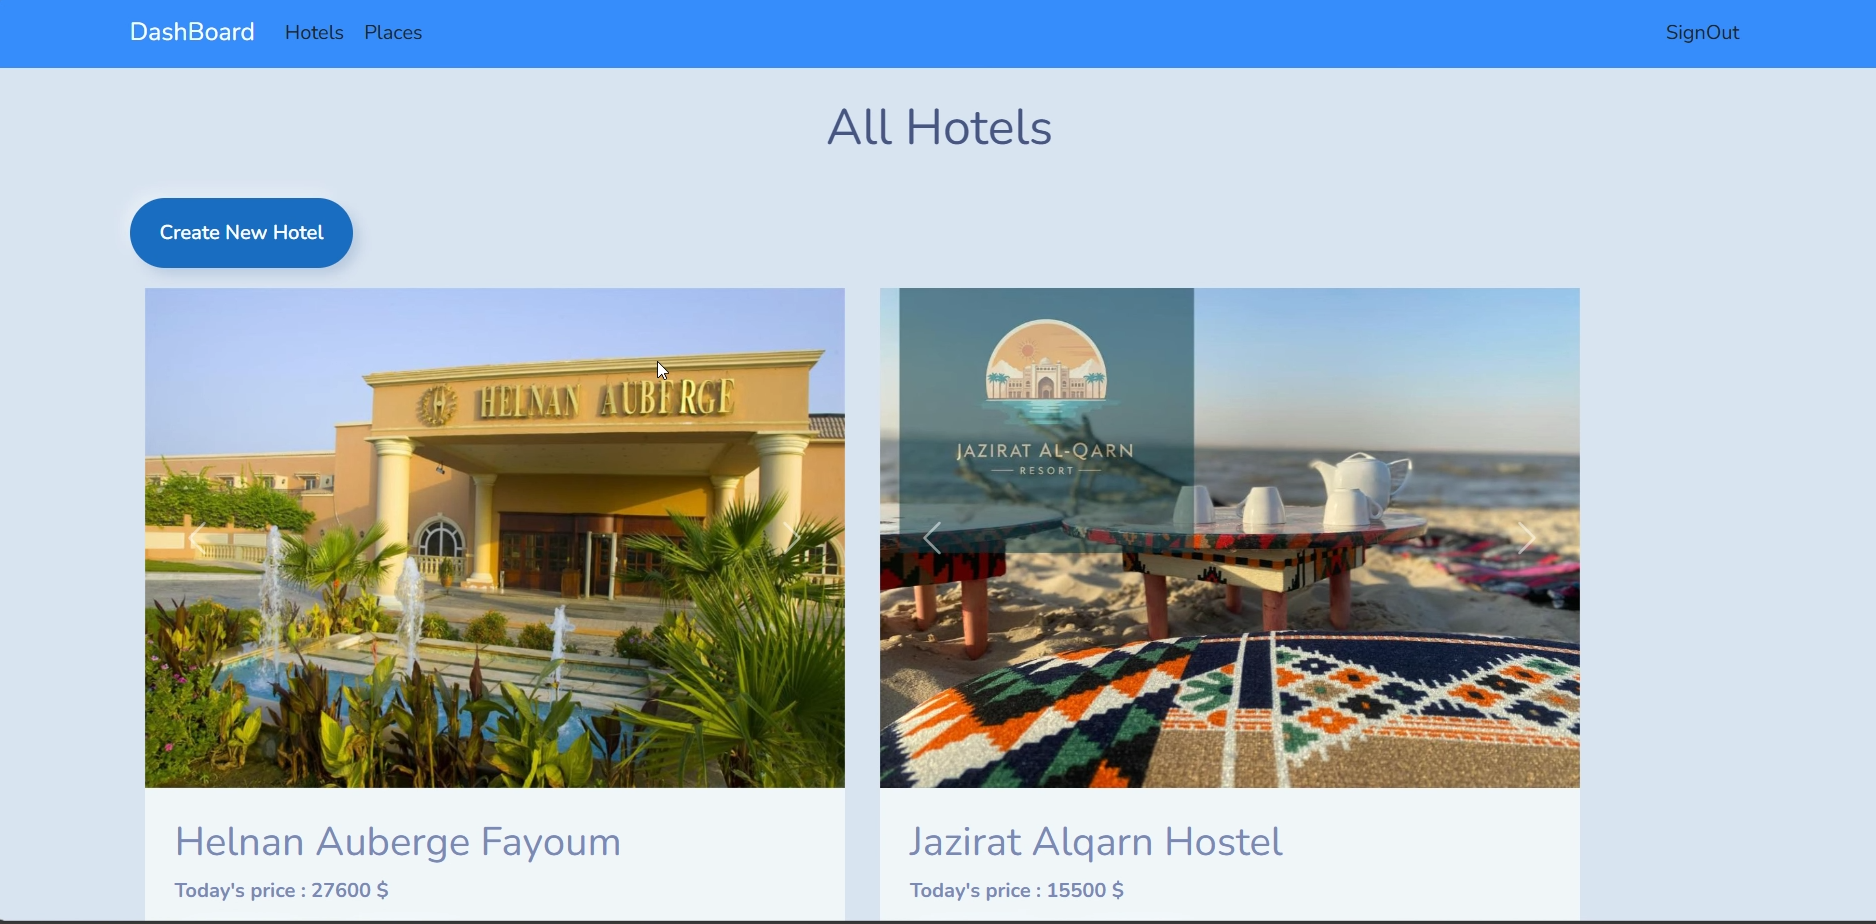 DashBoard Hotels Places SignOut
All Hotels
Create New Hotel
HELNAN AUBERGE
JAZIRAT AL-QARN
RESORT
Helnan Auberge Fayoum
Today's price : 27600 $
Jazirat Alqarn Hostel
Today's price : 15500 $